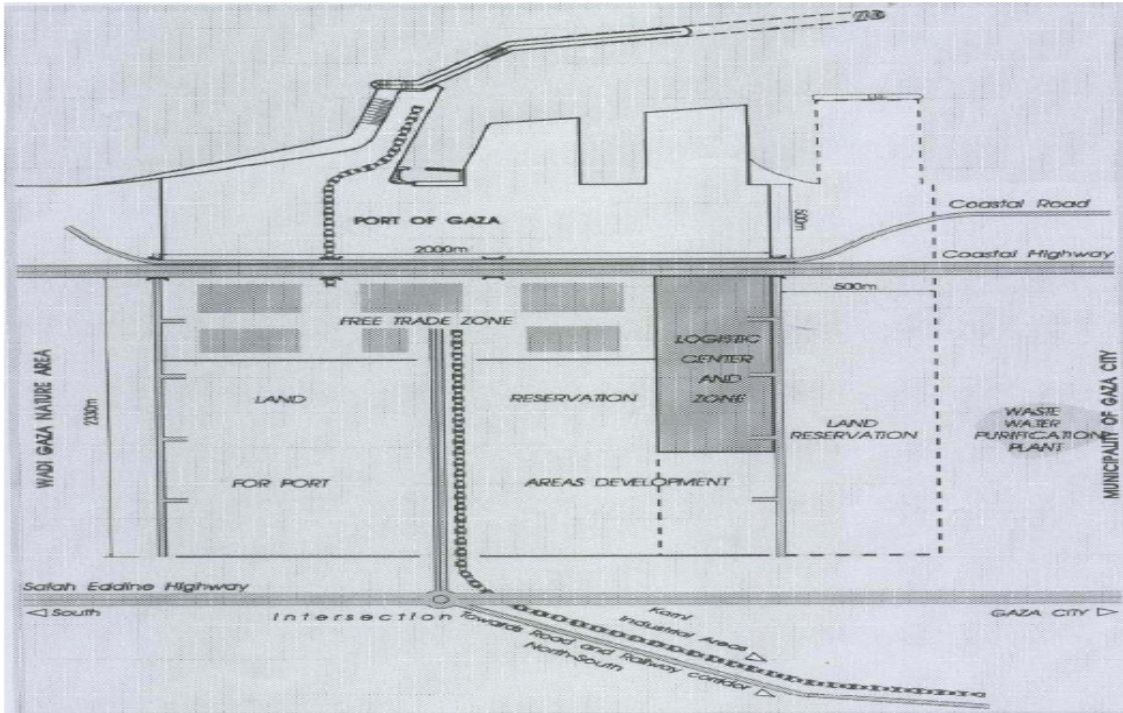 PORT OF GAZA
2000m
500m
Coastal Road
Coastal Highway
500m
FREE TRADE ZONE
LOGISTIC
CENTER
AND
ZONE
LAND
RESERVATION
LAND
RESERVATION
WASTE
WATER
PURIFICATION
PLANT
FOR PORT
AREAS DEVELOPMENT
WADI GAZA NATURE AREA
2330m
MUNICIPALITY OF GAZA CITY
Salah Eddine Highway
South
GAZA CITY
Intersection
Karni
Industrial Areas
Towards Road and Railway corridor
North-South